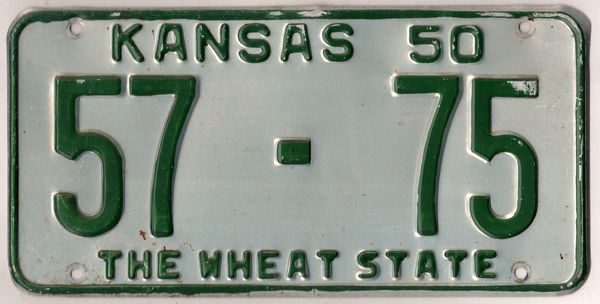 KANSAS 50
57 - 75
THE WHEAT STATE